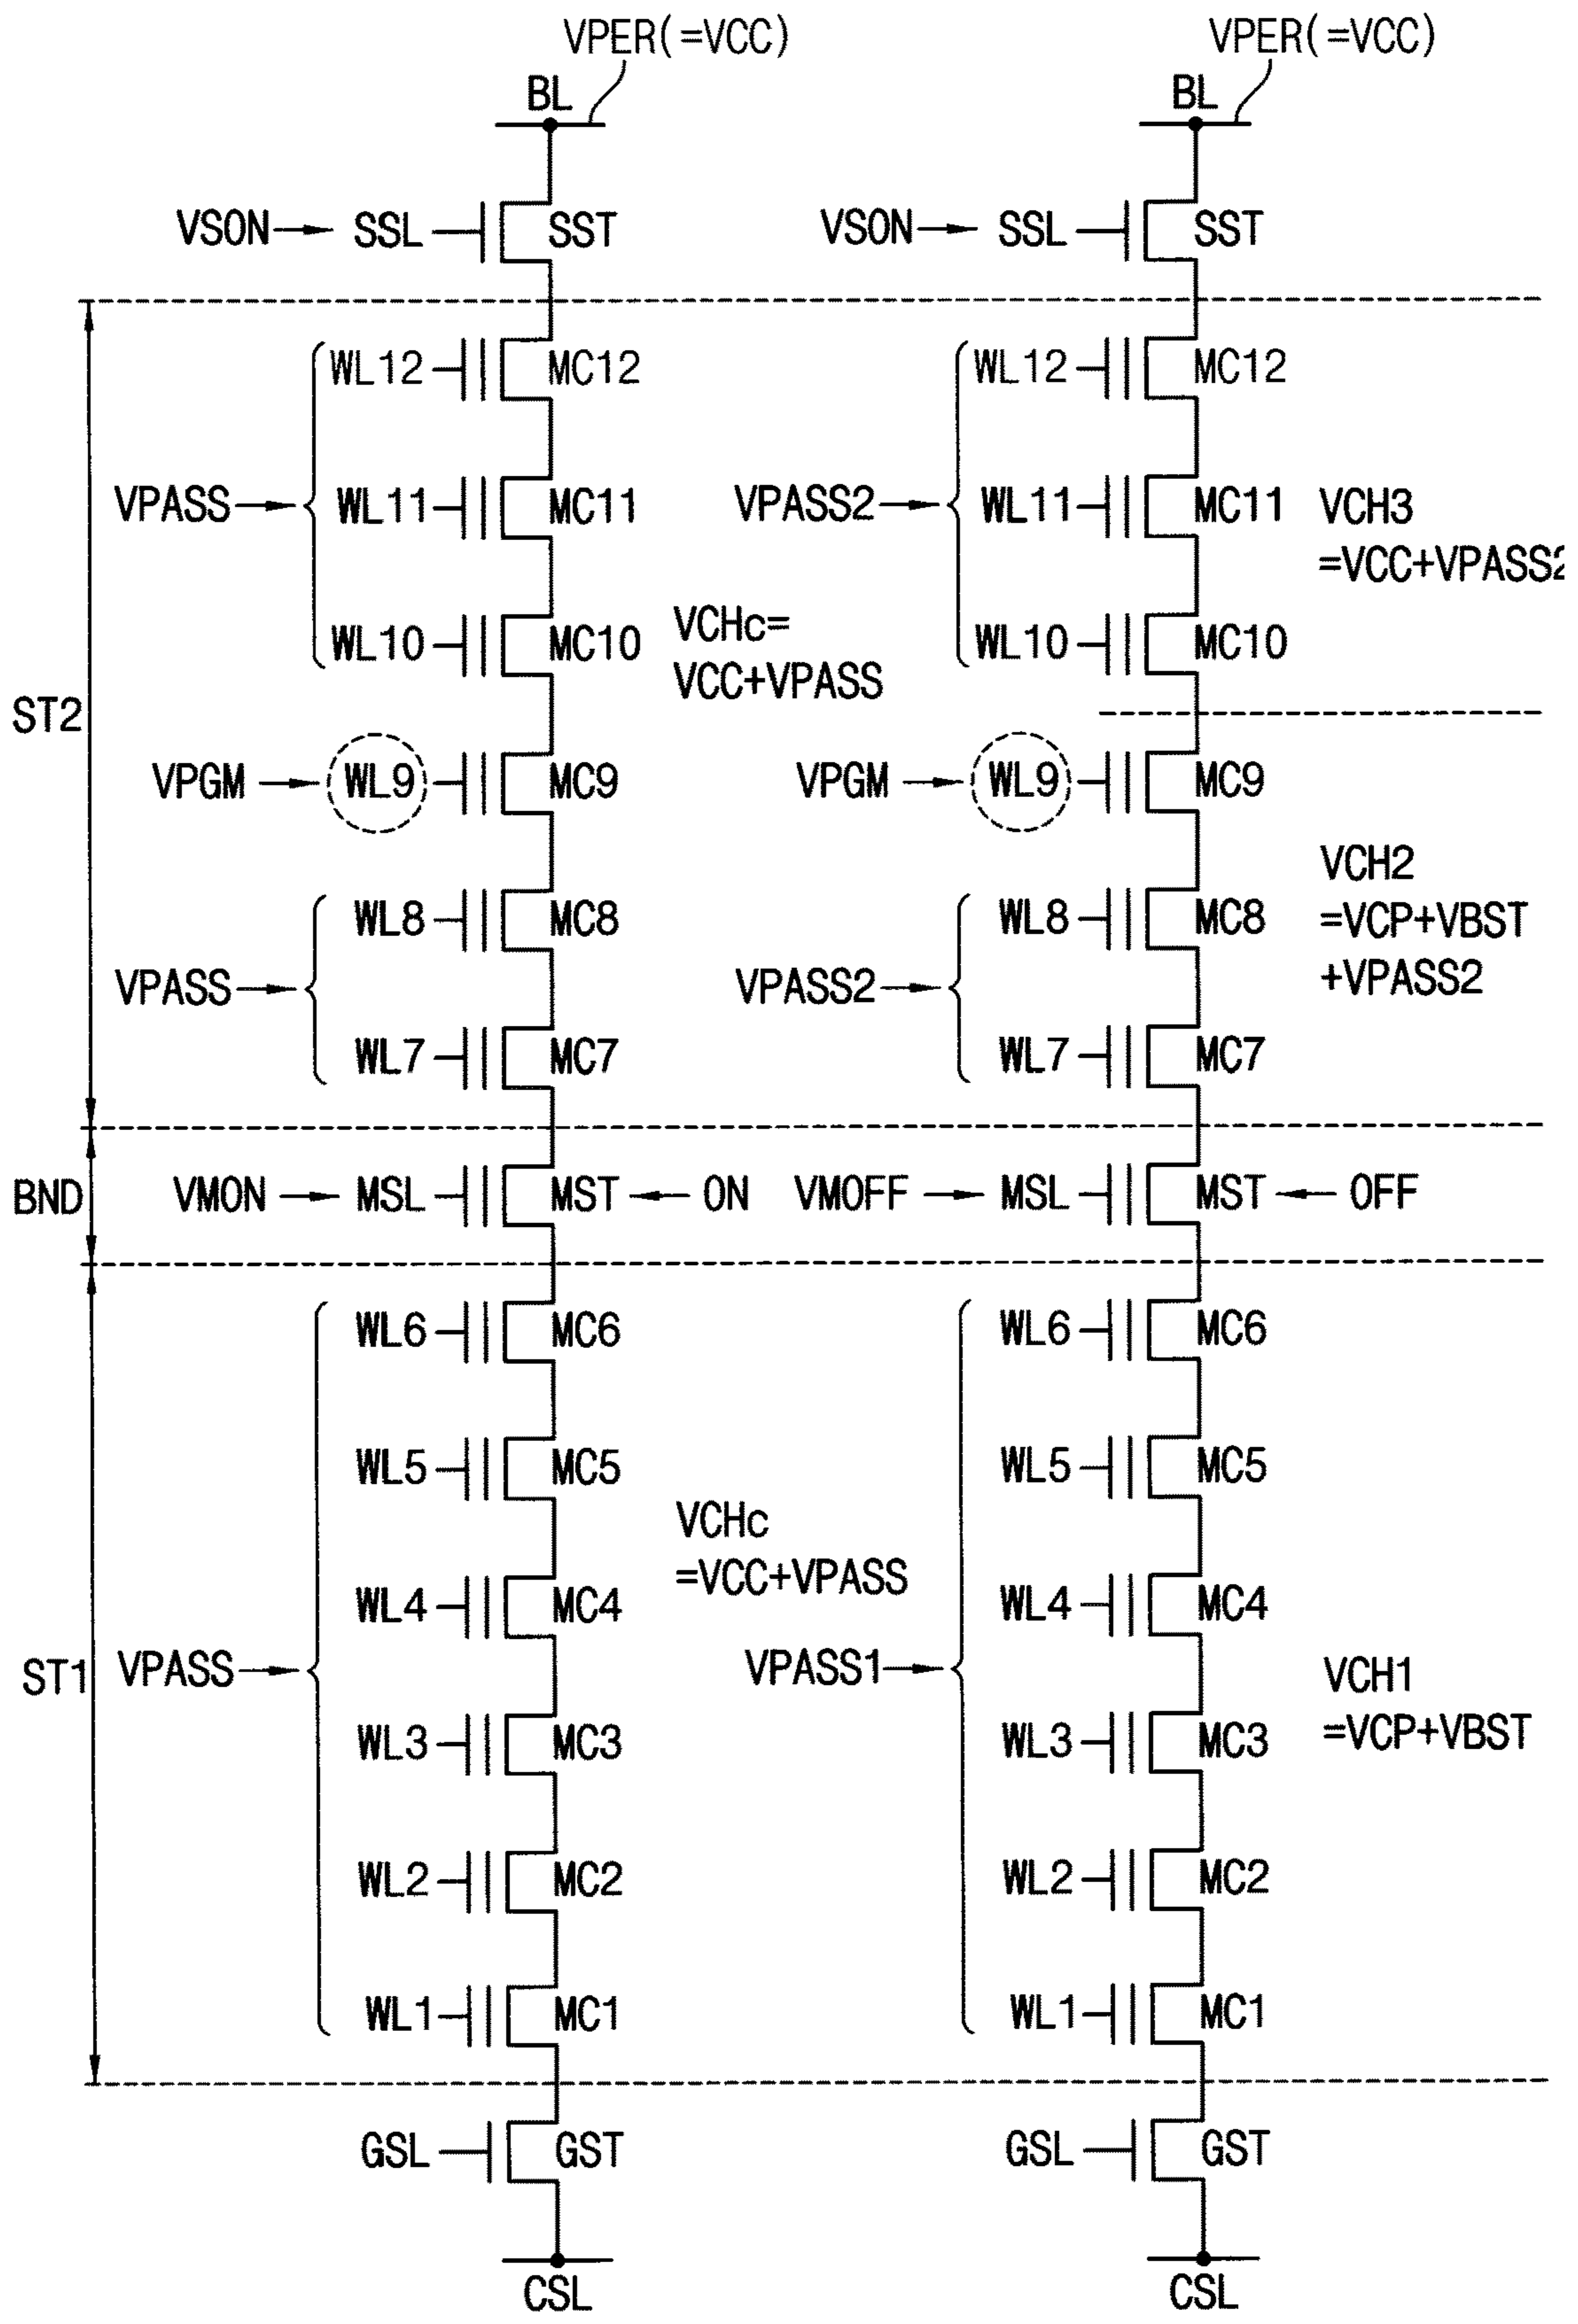 VPER(=VCC) VPER(=VCC)
BL BL
VSON SSL SST VSON SSL SST
WL12 MC12 WL12 MC12
VPASS WL11 MC11 VPASS2 WL11 MC11 VCH3
=VCC+VPASS2
WL10 MC10 VCHc= WL10 MC10
VCC+VPASS
ST2
VPGM WL9 MC9 VPGM WL9 MC9
VCH2
WL8 MC8 WL8 MC8 =VCP+VBST
VPASS VPASS2 +VPASS2
WL7 MC7 WL7 MC7
BND VMON MSL MST ON VMOFF MSL MST OFF
WL6 MC6 WL6 MC6
WL5 MC5 WL5 MC5
VCHc
=VCC+VPASS
WL4 MC4 WL4 MC4
ST1 VPASS VPASS1 VCH1
WL3 MC3 WL3 MC3 =VCP+VBST
WL2 MC2 WL2 MC2
WL1 MC1 WL1 MC1
GSL GST GSL GST
CSL CSL